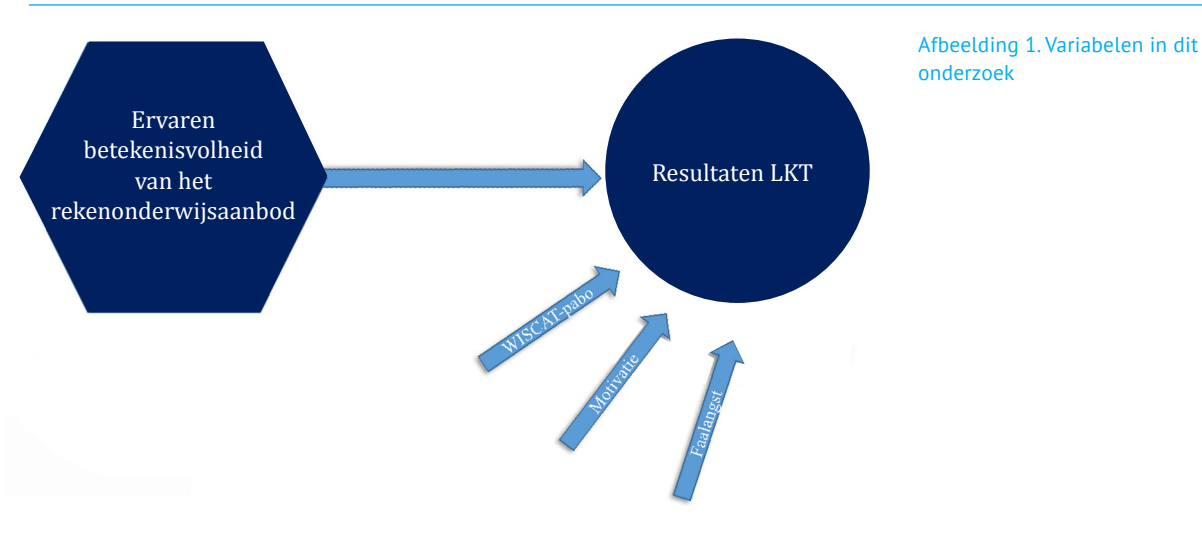 Afbeelding 1. Variabelen in dit
onderzoek
Ervaren
betekenisvolheid
van het
rekenonderwijsaanbod
Resultaten LKT
WISCAT-pabo
Motivatie
Faalangst